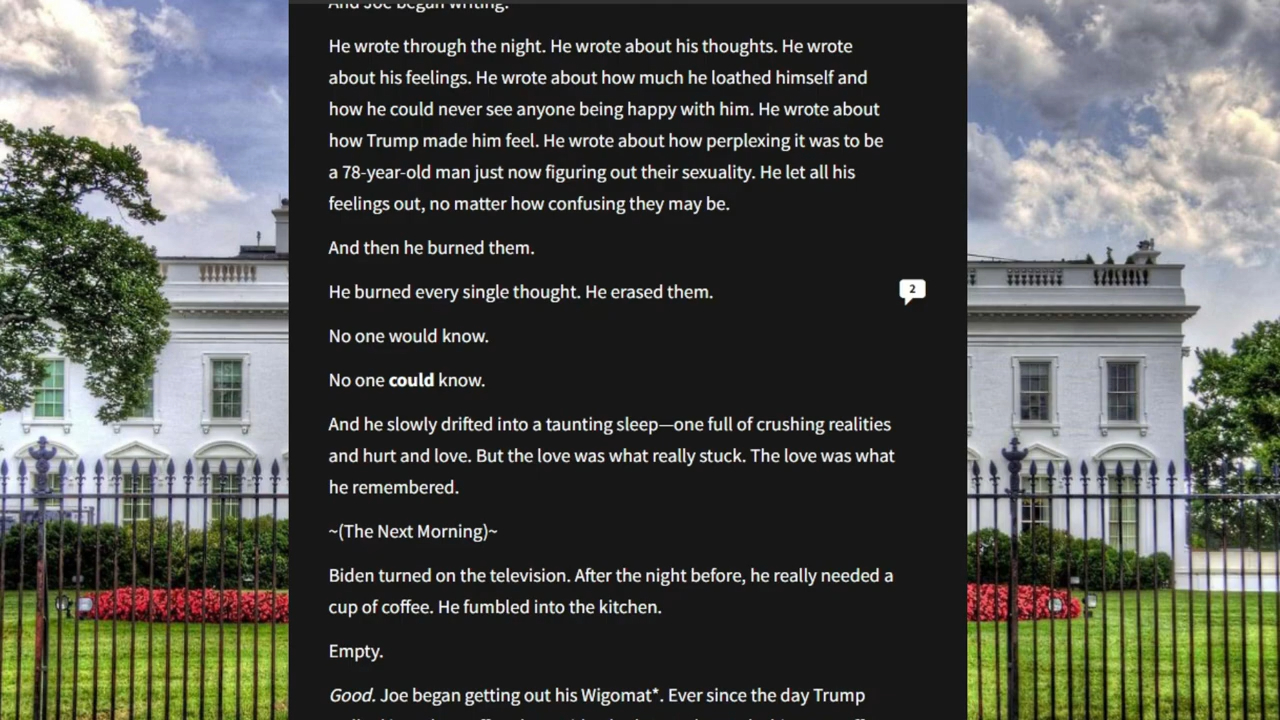 And Joe began writing.
He wrote through the night. He wrote about his thoughts. He wrote
about his feelings. He wrote about how much he loathed himself and
how he could never see anyone being happy with him. He wrote about
how Trump made him feel. He wrote about how perplexing it was to be
a 78-year-old man just now figuring out their sexuality. He let all his
feelings out, no matter how confusing they may be.
And then he burned them.
He burned every single thought. He erased them.
2
No one would know.
No one could know.
And he slowly drifted into a taunting sleep—one full of crushing realities
and hurt and love. But the love was what really stuck. The love was what
he remembered.
~(The Next Morning)~
Biden turned on the television. After the night before, he really needed a
cup of coffee. He fumbled into the kitchen.
Empty.
Good. Joe began getting out his Wigomat*. Ever since the day Trump